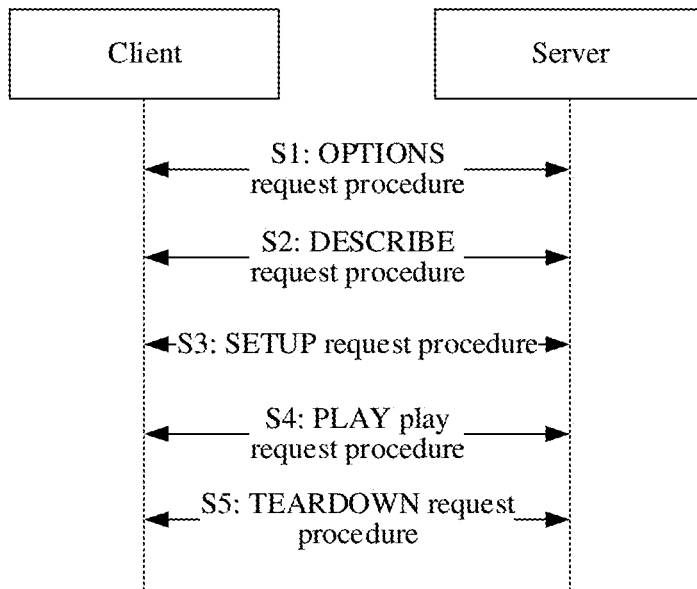 Client
Server
S1: OPTIONS
request procedure
S2: DESCRIBE
request procedure
S3: SETUP request procedure
S4: PLAY play
request procedure
S5: TEARDOWN request
procedure